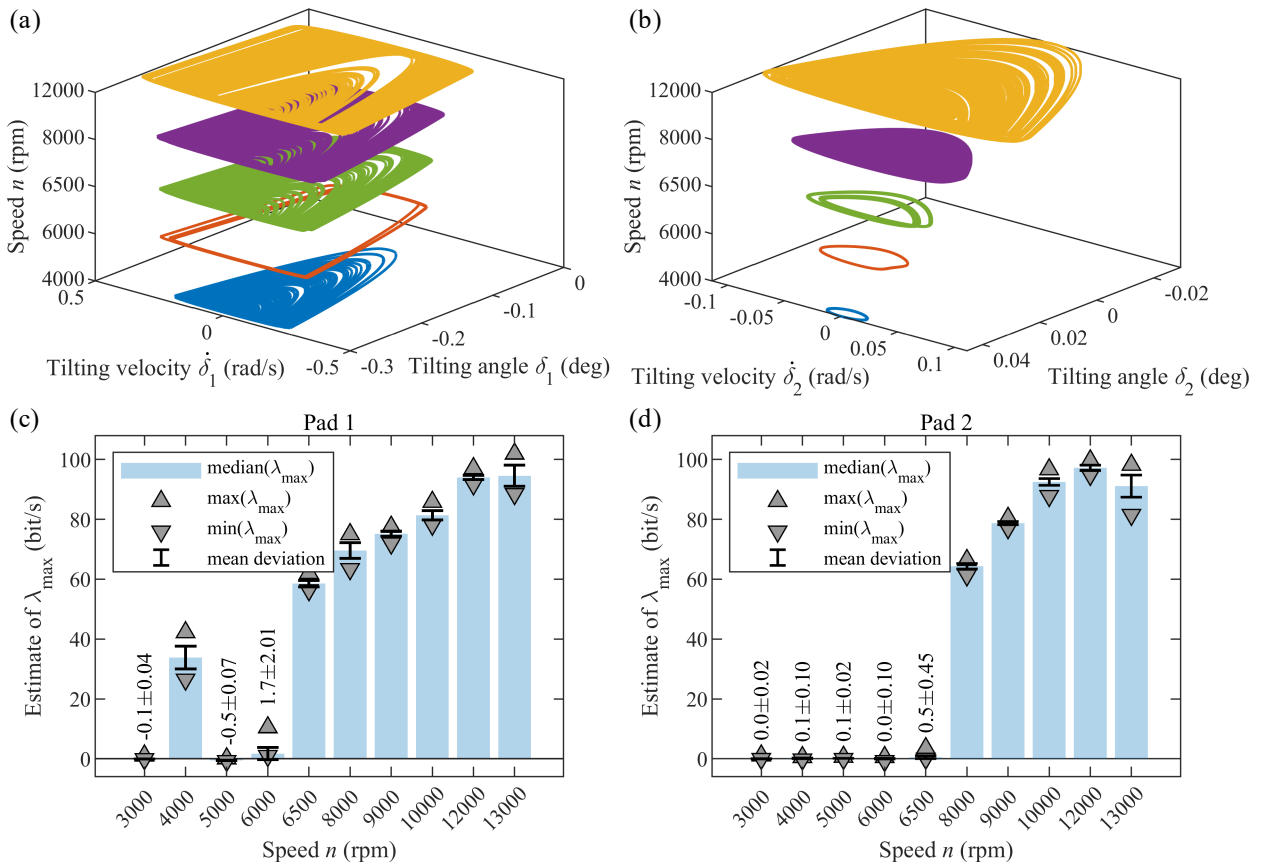 (a)
12000
8000
6500
6000
4000
Speed n (rpm)
0.5
0
-0.5
Tilting velocity δ̇₁ (rad/s)
-0.3
-0.2
-0.1
0
Tilting angle δ₁ (deg)
(b)
12000
8000
6500
6000
4000
Speed n (rpm)
-0.1
-0.05
0
0.05
0.1
Tilting velocity δ̇₂ (rad/s)
0.04
0.02
0
-0.02
Tilting angle δ₂ (deg)
(c)
Pad 1
median(λmax)
max(λmax)
min(λmax)
mean deviation
100
80
60
40
20
0
Estimate of λmax (bit/s)
-0.1±0.04
-0.5±0.07
1.7±2.01
3000
4000
5000
6000
6500
8000
9000
10000
12000
13000
Speed n (rpm)
(d)
Pad 2
median(λmax)
max(λmax)
min(λmax)
mean deviation
100
80
60
40
20
0
Estimate of λmax (bit/s)
0.0±0.02
0.1±0.10
0.1±0.02
0.0±0.10
0.5±0.45
3000
4000
5000
6000
6500
8000
9000
10000
12000
13000
Speed n (rpm)